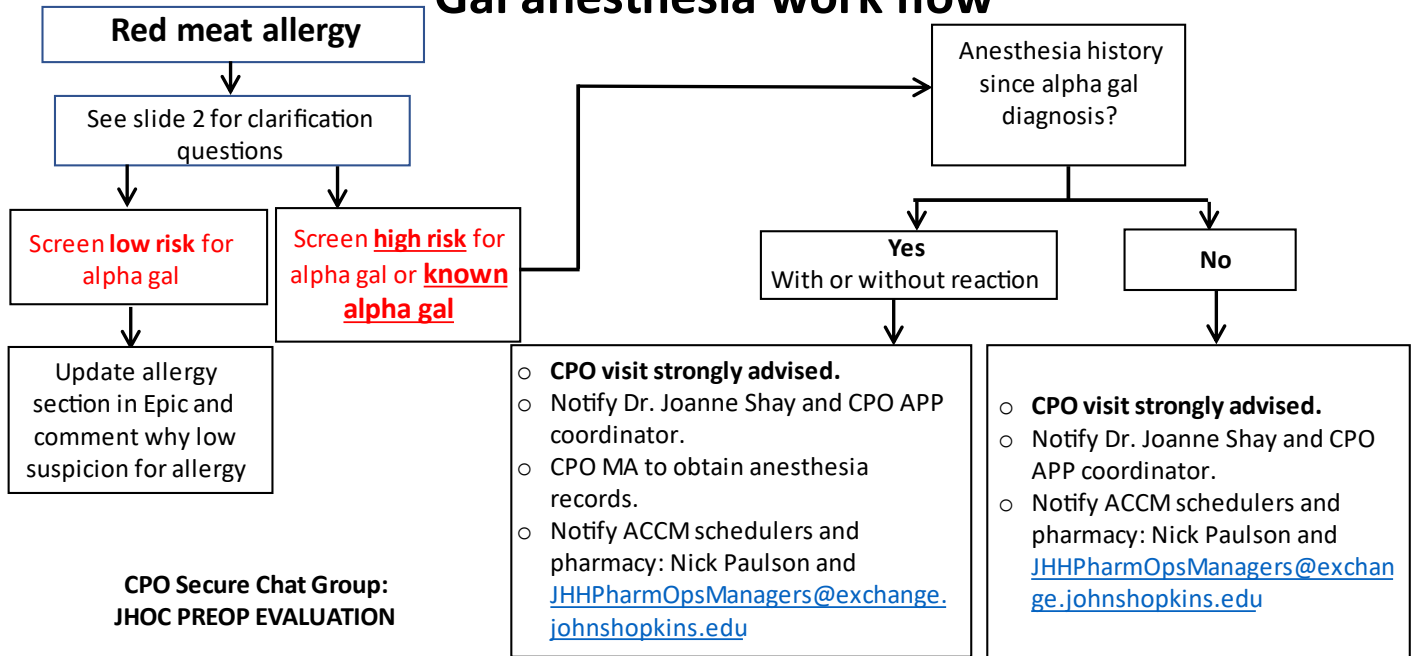 Gal anesthesia work flow
Red meat allergy
See slide 2 for clarification
questions
Screen low risk for
alpha gal
Screen high risk for
alpha gal or known
alpha gal
Update allergy
section in Epic and
comment why low
suspicion for allergy
Anesthesia history
since alpha gal
diagnosis?
Yes
With or without reaction
No
○ CPO visit strongly advised.
○ Notify Dr. Joanne Shay and CPO APP
coordinator.
○ CPO MA to obtain anesthesia
records.
○ Notify ACCM schedulers and
pharmacy: Nick Paulson and
JHHPharmOpsManagers@exchange.
johnshopkins.edu
○ CPO visit strongly advised.
○ Notify Dr. Joanne Shay and CPO
APP coordinator.
○ Notify ACCM schedulers and
pharmacy: Nick Paulson and
JHHPharmOpsManagers@exchan
ge.johnshopkins.edu
CPO Secure Chat Group:
JHOC PREOP EVALUATION